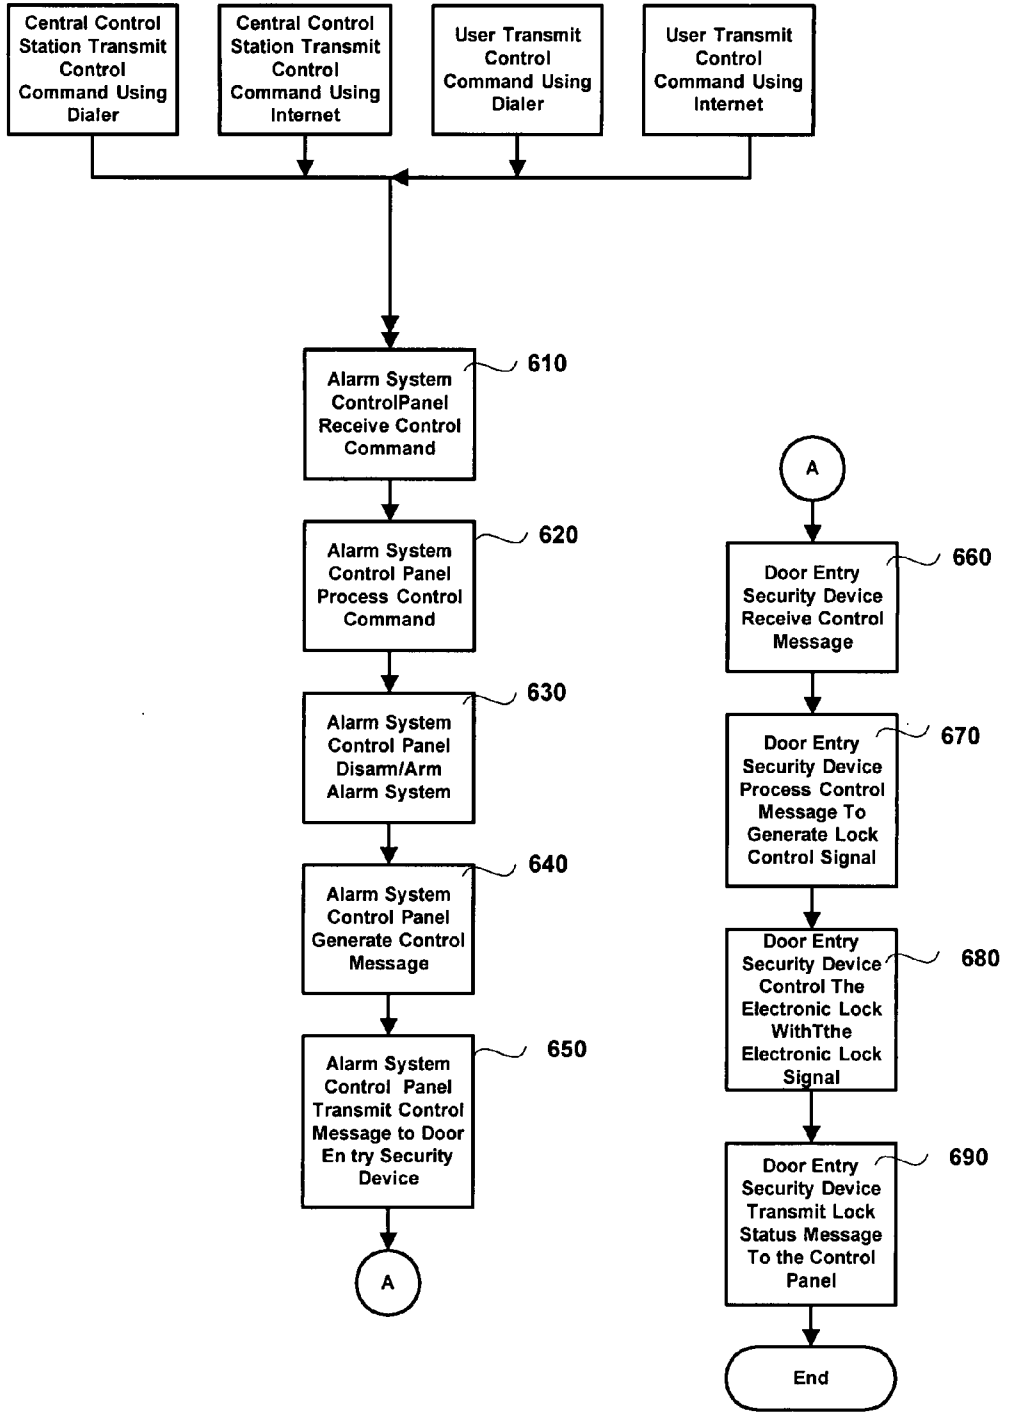 Central Control
Station Transmit
Control
Command Using
Dialer
Central Control
Station Transmit
Control
Command Using
Internet
User Transmit
Control
Command Using
Dialer
User Transmit
Control
Command Using
Internet
610
Alarm System
ControlPanel
Receive Control
Command
620
Alarm System
Control Panel
Process Control
Command
630
Alarm System
Control Panel
Disarm/Arm
Alarm System
640
Alarm System
Control Panel
Generate Control
Message
650
Alarm System
Control Panel
Transmit Control
Message to Door
En try Security
Device
A
A
660
Door Entry
Security Device
Receive Control
Message
670
Door Entry
Security Device
Process Control
Message To
Generate Lock
Control Signal
680
Door Entry
Security Device
Control The
Electronic Lock
WithTthe
Electronic Lock
Signal
690
Door Entry
Security Device
Transmit Lock
Status Message
To the Control
Panel
End